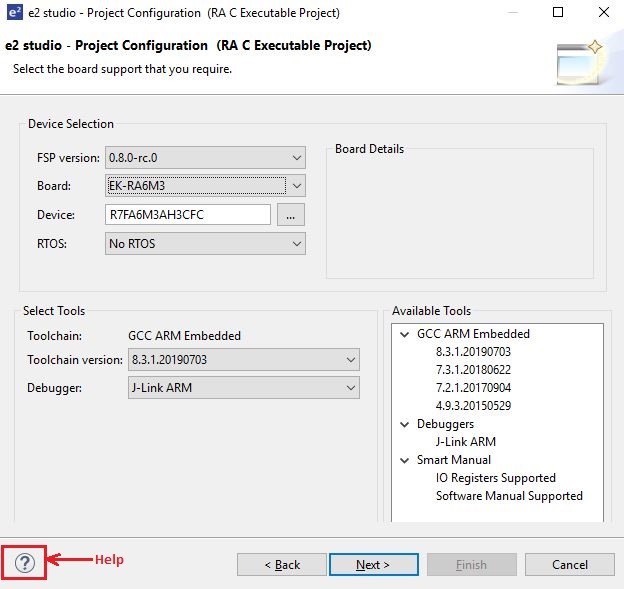 e² e2 studio - Project Configuration (RA C Executable Project)
e2 studio - Project Configuration (RA C Executable Project)
Select the board support that you require.
Device Selection
FSP version: 0.8.0-rc.0
Board: EK-RA6M3
Device: R7FA6M3AH3CFC ...
RTOS: No RTOS
Board Details
Select Tools
Toolchain: GCC ARM Embedded
Toolchain version: 8.3.1.20190703
Debugger: J-Link ARM
Available Tools
GCC ARM Embedded
8.3.1.20190703
7.3.1.20180622
7.2.1.20170904
4.9.3.20150529
Debuggers
J-Link ARM
Smart Manual
IO Registers Supported
Software Manual Supported
? Help
< Back Next > Finish Cancel